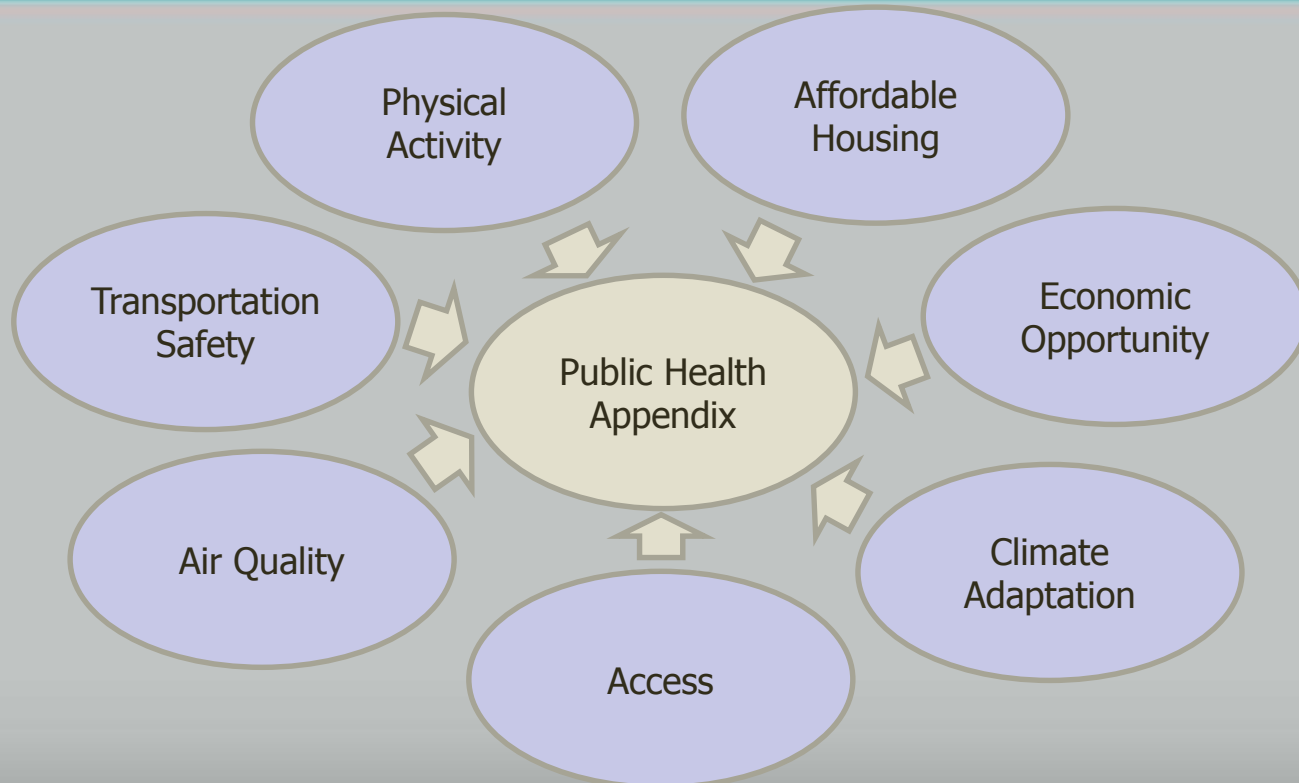 Physical
Activity
Affordable
Housing
Transportation
Safety
Economic
Opportunity
Public Health
Appendix
Air Quality
Climate
Adaptation
Access